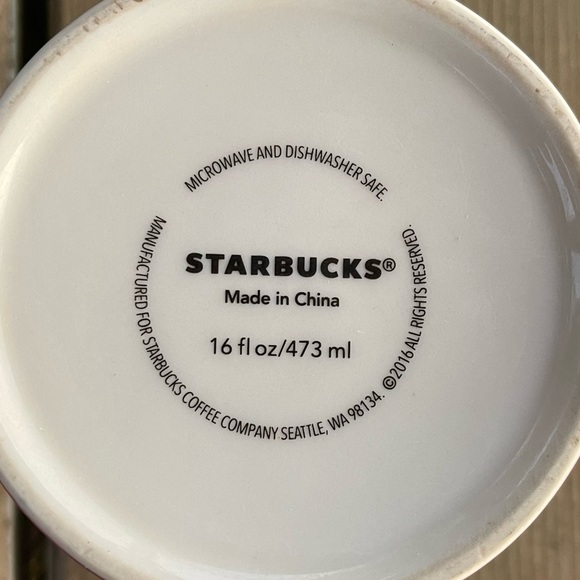 MICROWAVE AND DISHWASHER SAFE.
STARBUCKS®
Made in China
16 fl oz/473 ml
MANUFACTURED FOR STARBUCKS COFFEE COMPANY SEATTLE, WA 98134. ©2016 ALL RIGHTS RESERVED.